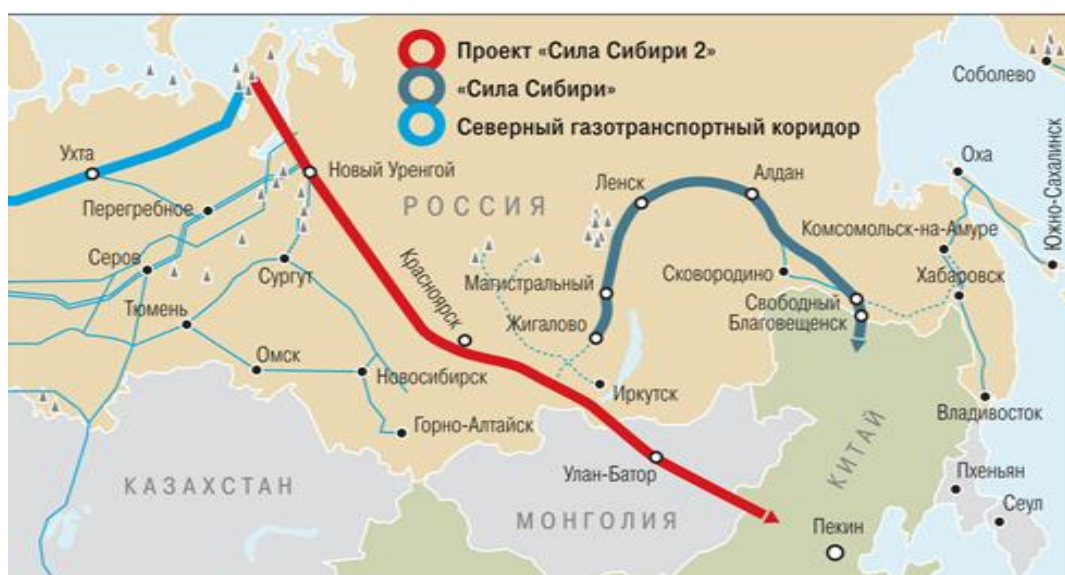 Проект «Сила Сибири 2»
«Сила Сибири»
Северный газотранспортный коридор
Соболево
Ухта
Новый Уренгой
Перегребное
РОССИЯ
Ленск
Алдан
Оха
Южно-Сахалинск
Комсомольск-на-Амуре
Серов
Сургут
Красноярск
Магистральный
Сковородино
Хабаровск
Тюмень
Жигалово
Свободный
Благовещенск
Омск
Новосибирск
Иркутск
Владивосток
Горно-Алтайск
КИТАЙ
КАЗАХСТАН
Улан-Батор
Пхеньян
МОНГОЛИЯ
Сеул
Пекин